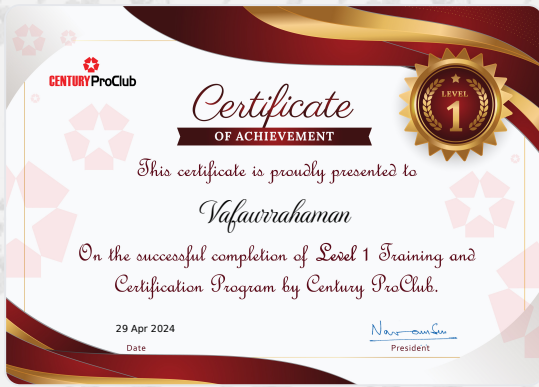 CENTURY ProClub
Certificate
OF ACHIEVEMENT
LEVEL
1
This certificate is proudly presented to
Vafaurrahaman
On the successful completion of Level 1 Training and
Certification Program by Century ProClub.
29 Apr 2024
Date
President